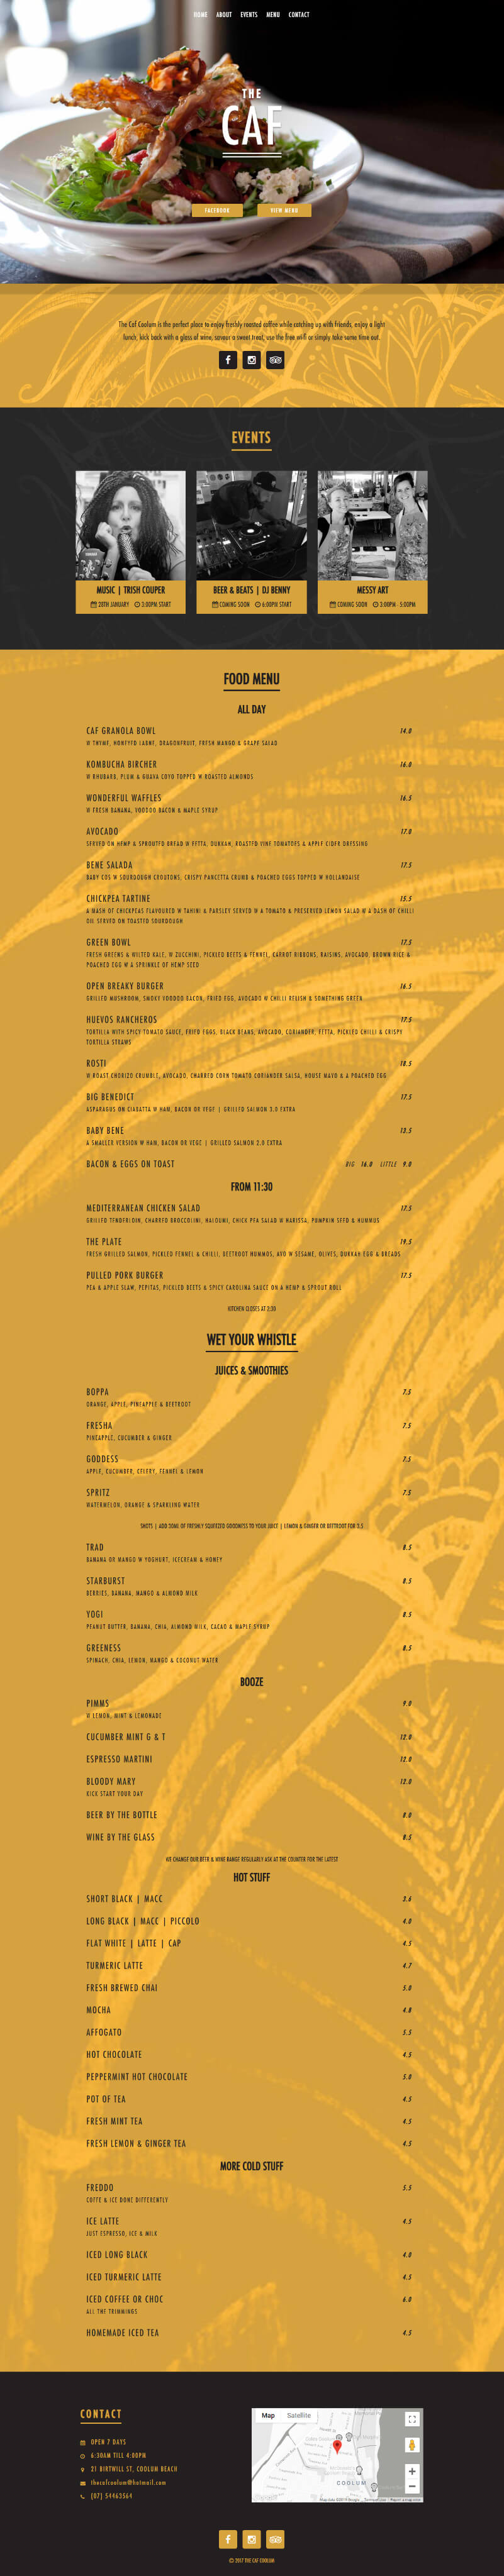 HOME ABOUT EVENTS MENU CONTACT
THE
CAF
FACEBOOK VIEW MENU
The Caf Coolum is the perfect place to enjoy freshly roasted coffee while catching up with friends, enjoy a light
lunch, kick back with a glass of wine, savour a sweet treat, use the free wifi or simply take some time out.
EVENTS
MUSIC | TRISH COUPER
20TH JANUARY 3:00PM START
BEER & BEATS | DJ BENNY
COMING SOON 6:00PM START
MESSY ART
COMING SOON 3:00PM - 5:00PM
FOOD MENU
ALL DAY
CAF GRANOLA BOWL 14.0
W THYME, HONEYED LABNE, DRAGONFRUIT, FRESH MANGO & GRAPE SALAD
KOMBUCHA BIRCHER 16.0
W RHUBARB, PLUM & GUAVA COYO TOPPED W ROASTED ALMONDS
WONDERFUL WAFFLES 16.5
W FRESH BANANA, VOODOO BACON & MAPLE SYRUP
AVOCADO 17.0
SERVED ON HEMP & SPROUTED BREAD W FETTA, DUKKAH, ROASTED VINE TOMATOES & APPLE CIDER DRESSING
BENE SALADA 17.5
BABY COS W SOURDOUGH CROUTONS, CRISPY PANCETTA CRUMB & POACHED EGGS TOPPED W HOLLANDAISE
CHICKPEA TARTINE 15.5
A MASH OF CHICKPEAS FLAVOURED W TAHINI & PARSLEY SERVED W A TOMATO & PRESERVED LEMON SALAD W A DASH OF CHILLI
OIL SERVED ON TOASTED SOURDOUGH
GREEN BOWL 17.5
FRESH GREENS & WILTED KALE, W ZUCCHINI, PICKLED BEETS & FENNEL, CARROT RIBBONS, RAISINS, AVOCADO, BROWN RICE &
POACHED EGG W A SPRINKLE OF HEMP SEED
OPEN BREAKY BURGER 16.5
GRILLED MUSHROOM, SMOKY VOODOO BACON, FRIED EGG, AVOCADO W CHILLI RELISH & SOMETHING GREEN
HUEVOS RANCHEROS 17.5
TORTILLA WITH SPICY TOMATO SAUCE, FRIED EGGS, BLACK BEANS, AVOCADO, CORIANDER, FETTA, PICKLED CHILLI & CRISPY
TORTILLA STRAWS
ROSTI 18.5
W ROAST CHORIZO CRUMBLE, AVOCADO, CHARRED CORN TOMATO CORIANDER SALSA, HOUSE MAYO & A POACHED EGG
BIG BENEDICT 17.5
ASPARAGUS ON CIABATTA W HAM, BACON OR VEGE | GRILLED SALMON 3.0 EXTRA
BABY BENE 13.5
A SMALLER VERSION W HAM, BACON OR VEGE | GRILLED SALMON 2.0 EXTRA
BACON & EGGS ON TOAST BIG 16.0 LITTLE 9.0
FROM 11:30
MEDITERRANEAN CHICKEN SALAD 17.5
GRILLED TENDERLOIN, CHARRED BROCCOLINI, HALOUMI, CHICK PEA SALAD W HARISSA, PUMPKIN SEED & HUMMUS
THE PLATE 19.5
FRESH GRILLED SALMON, PICKLED FENNEL & CHILLI, BEETROOT HUMMUS, AVO W SESAME, OLIVES, DUKKAH EGG & BREADS
PULLED PORK BURGER 17.5
PEA & APPLE SLAW, PEPITAS, PICKLED BEETS & SPICY CAROLINA SAUCE ON A HEMP & SPROUT ROLL
KITCHEN CLOSES AT 2:30
WET YOUR WHISTLE
JUICES & SMOOTHIES
BOPPA 7.5
ORANGE, APPLE, PINEAPPLE & BEETROOT
FRESHA 7.5
PINEAPPLE, CUCUMBER & GINGER
GODDESS 7.5
APPLE, CUCUMBER, CELERY, FENNEL & LEMON
SPRITZ 7.5
WATERMELON, ORANGE & SPARKLING WATER
SHOTS | ADD 30ML OF FRESHLY SQUEEZED GOODNESS TO YOUR JUICE | LEMON & GINGER OR BEETROOT FOR 3.5
TRAD 8.5
BANANA OR MANGO W YOGHURT, ICECREAM & HONEY
STARBURST 8.5
BERRIES, BANANA, MANGO & ALMOND MILK
YOGI 8.5
PEANUT BUTTER, BANANA, CHIA, ALMOND MILK, CACAO & MAPLE SYRUP
GREENESS 8.5
SPINACH, CHIA, LEMON, MANGO & COCONUT WATER
BOOZE
PIMMS 9.0
W LEMON, MINT & LEMONADE
CUCUMBER MINT G & T 12.0
ESPRESSO MARTINI 12.0
BLOODY MARY 12.0
KICK START YOUR DAY
BEER BY THE BOTTLE 8.0
WINE BY THE GLASS 8.5
WE CHANGE OUR BEER & WINE RANGE REGULARLY ASK AT THE COUNTER FOR THE LATEST
HOT STUFF
SHORT BLACK | MACC 3.6
LONG BLACK | MACC | PICCOLO 4.0
FLAT WHITE | LATTE | CAP 4.5
TURMERIC LATTE 4.7
FRESH BREWED CHAI 5.0
MOCHA 4.8
AFFOGATO 5.5
HOT CHOCOLATE 4.5
PEPPERMINT HOT CHOCOLATE 5.0
POT OF TEA 4.5
FRESH MINT TEA 4.5
FRESH LEMON & GINGER TEA 4.5
MORE COLD STUFF
FREDDO 5.5
COFFE & ICE DONE DIFFERENTLY
ICE LATTE 4.5
JUST ESPRESSO, ICE & MILK
ICED LONG BLACK 4.0
ICED TURMERIC LATTE 4.5
ICED COFFEE OR CHOC 6.0
ALL THE TRIMMINGS
HOMEMADE ICED TEA 4.5
CONTACT
OPEN 7 DAYS
6:30AM TILL 4:00PM
21 BIRTWILL ST, COOLUM BEACH
thecafcoolum@hotmail.com
(07) 54463564
Map Satellite
COOLUM
© 2017 THE CAF COOLUM